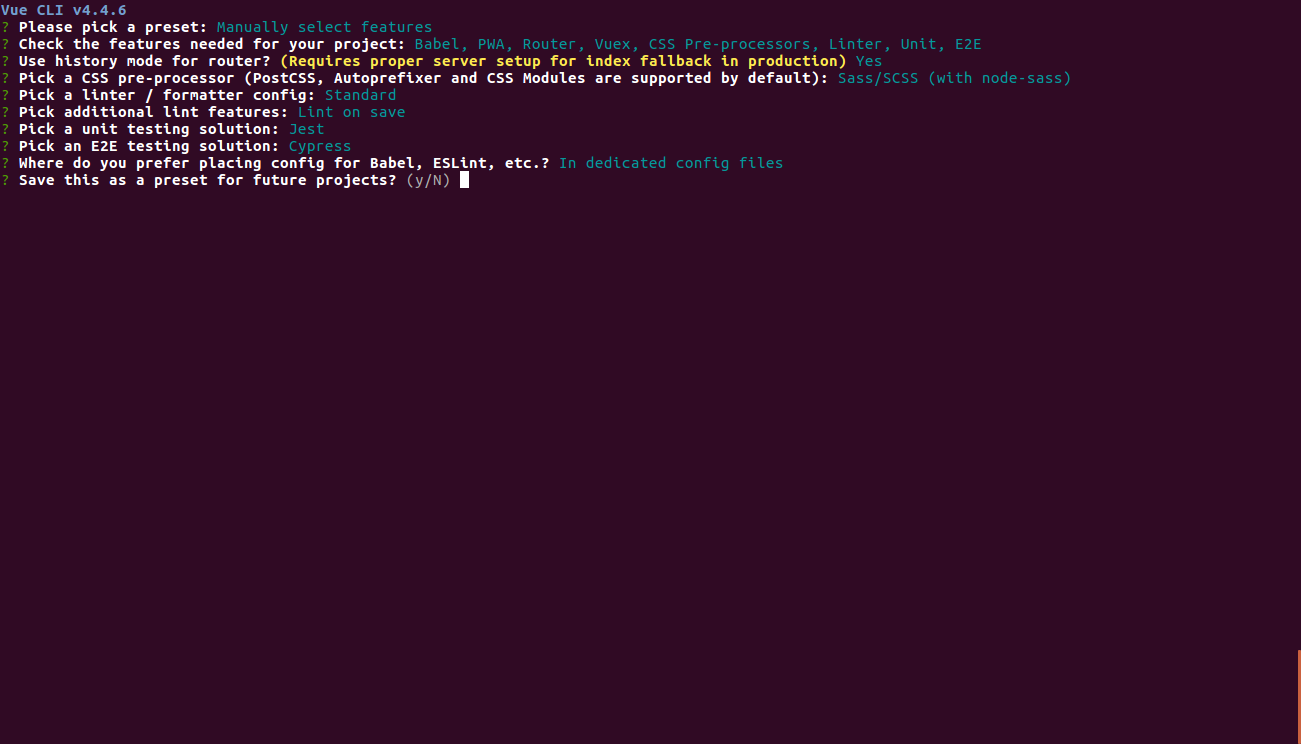 Vue CLI v4.4.6
? Please pick a preset: Manually select features
? Check the features needed for your project: Babel, PWA, Router, Vuex, CSS Pre-processors, Linter, Unit, E2E
? Use history mode for router? (Requires proper server setup for index fallback in production) Yes
? Pick a CSS pre-processor (PostCSS, Autoprefixer and CSS Modules are supported by default): Sass/SCSS (with node-sass)
? Pick a linter / formatter config: Standard
? Pick additional lint features: Lint on save
? Pick a unit testing solution: Jest
? Pick an E2E testing solution: Cypress
? Where do you prefer placing config for Babel, ESLint, etc.? In dedicated config files
? Save this as a preset for future projects? (y/N)